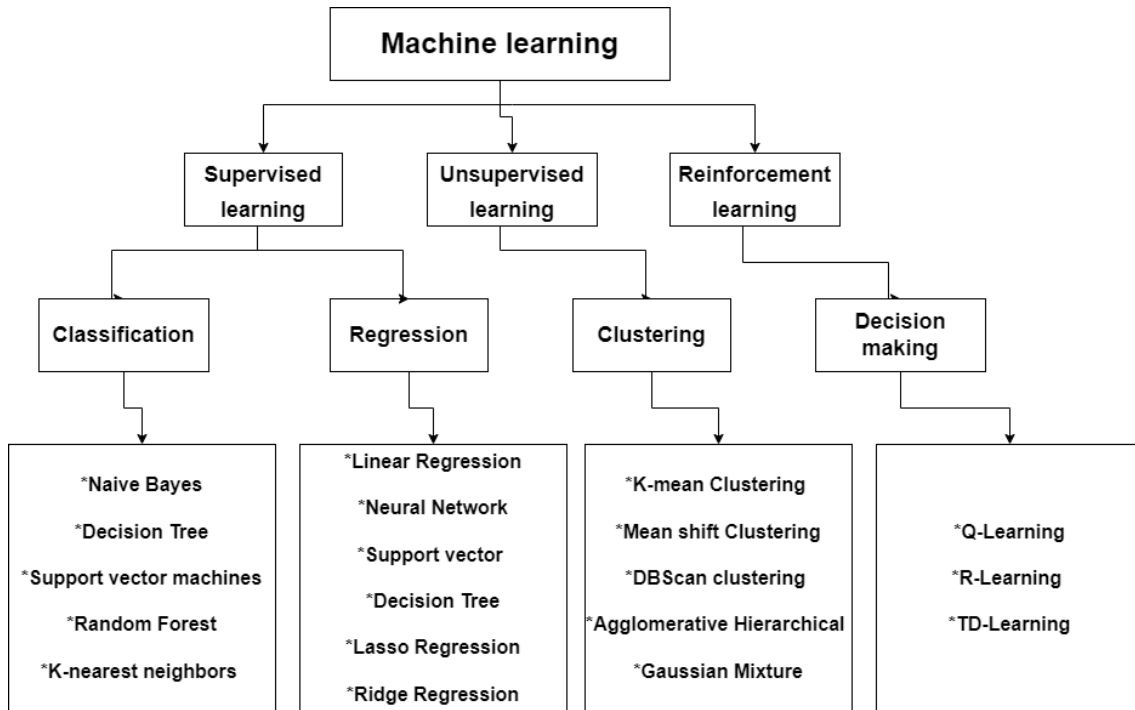 Machine learning
Supervised
learning
Unsupervised
learning
Reinforcement
learning
Classification
Regression
Clustering
Decision
making
*Naive Bayes
*Decision Tree
*Support vector machines
*Random Forest
*K-nearest neighbors
*Linear Regression
*Neural Network
*Support vector
*Decision Tree
*Lasso Regression
*Ridge Regression
*K-mean Clustering
*Mean shift Clustering
*DBScan clustering
*Agglomerative Hierarchical
*Gaussian Mixture
*Q-Learning
*R-Learning
*TD-Learning